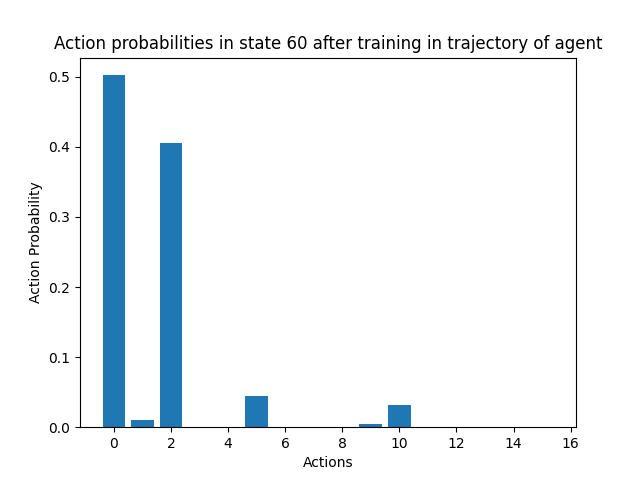 Action probabilities in state 60 after training in trajectory of agent
0.5
0.4
0.3
0.2
0.1
0.0
Action Probability
0 2 4 6 8 10 12 14 16
Actions